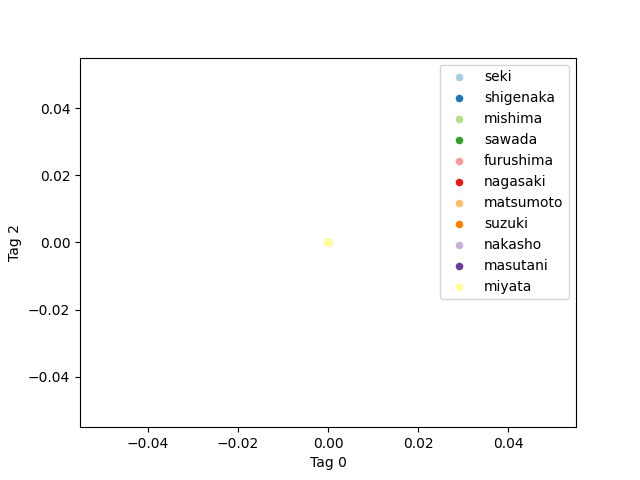 seki
shigenaka
mishima
sawada
furushima
nagasaki
matsumoto
suzuki
nakasho
masutani
miyata
0.04
0.02
0.00
−0.02
−0.04
Tag 2
−0.04 −0.02 0.00 0.02 0.04
Tag 0